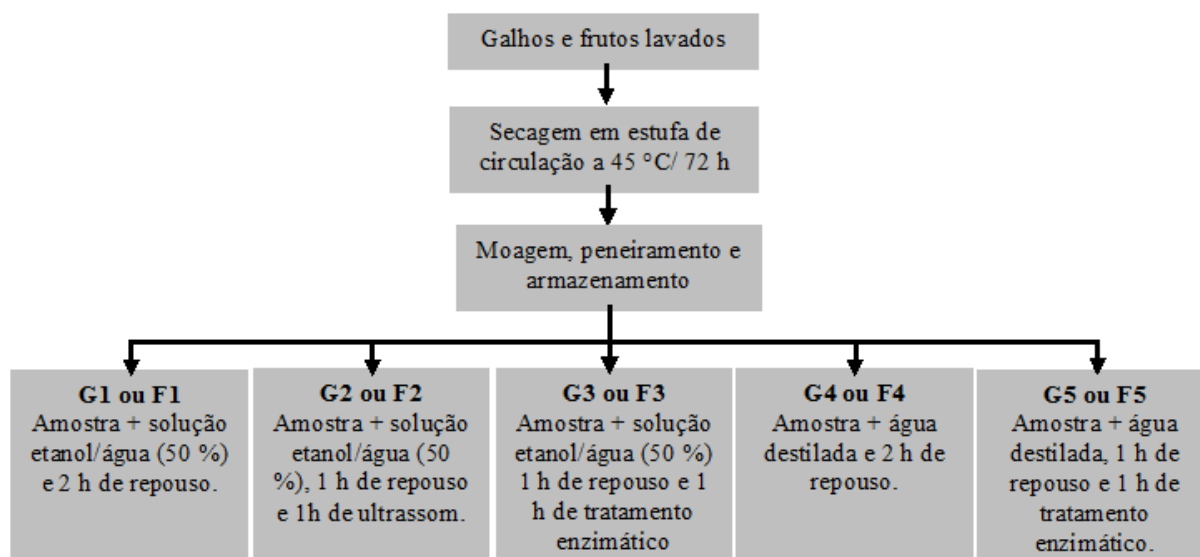 Galhos e frutos lavados
Secagem em estufa de
circulação a 45 °C/ 72 h
Moagem, peneiramento e
armazenamento
G1 ou F1
Amostra + solução
etanol/água (50 %)
e 2 h de repouso.
G2 ou F2
Amostra + solução
etanol/água (50
%), 1 h de repouso
e 1h de ultrassom.
G3 ou F3
Amostra + solução
etanol/água (50 %)
1 h de repouso e 1
h de tratamento
enzimático
G4 ou F4
Amostra + água
destilada e 2 h de
repouso.
G5 ou F5
Amostra + água
destilada, 1 h de
repouso e 1 h de
tratamento
enzimático.